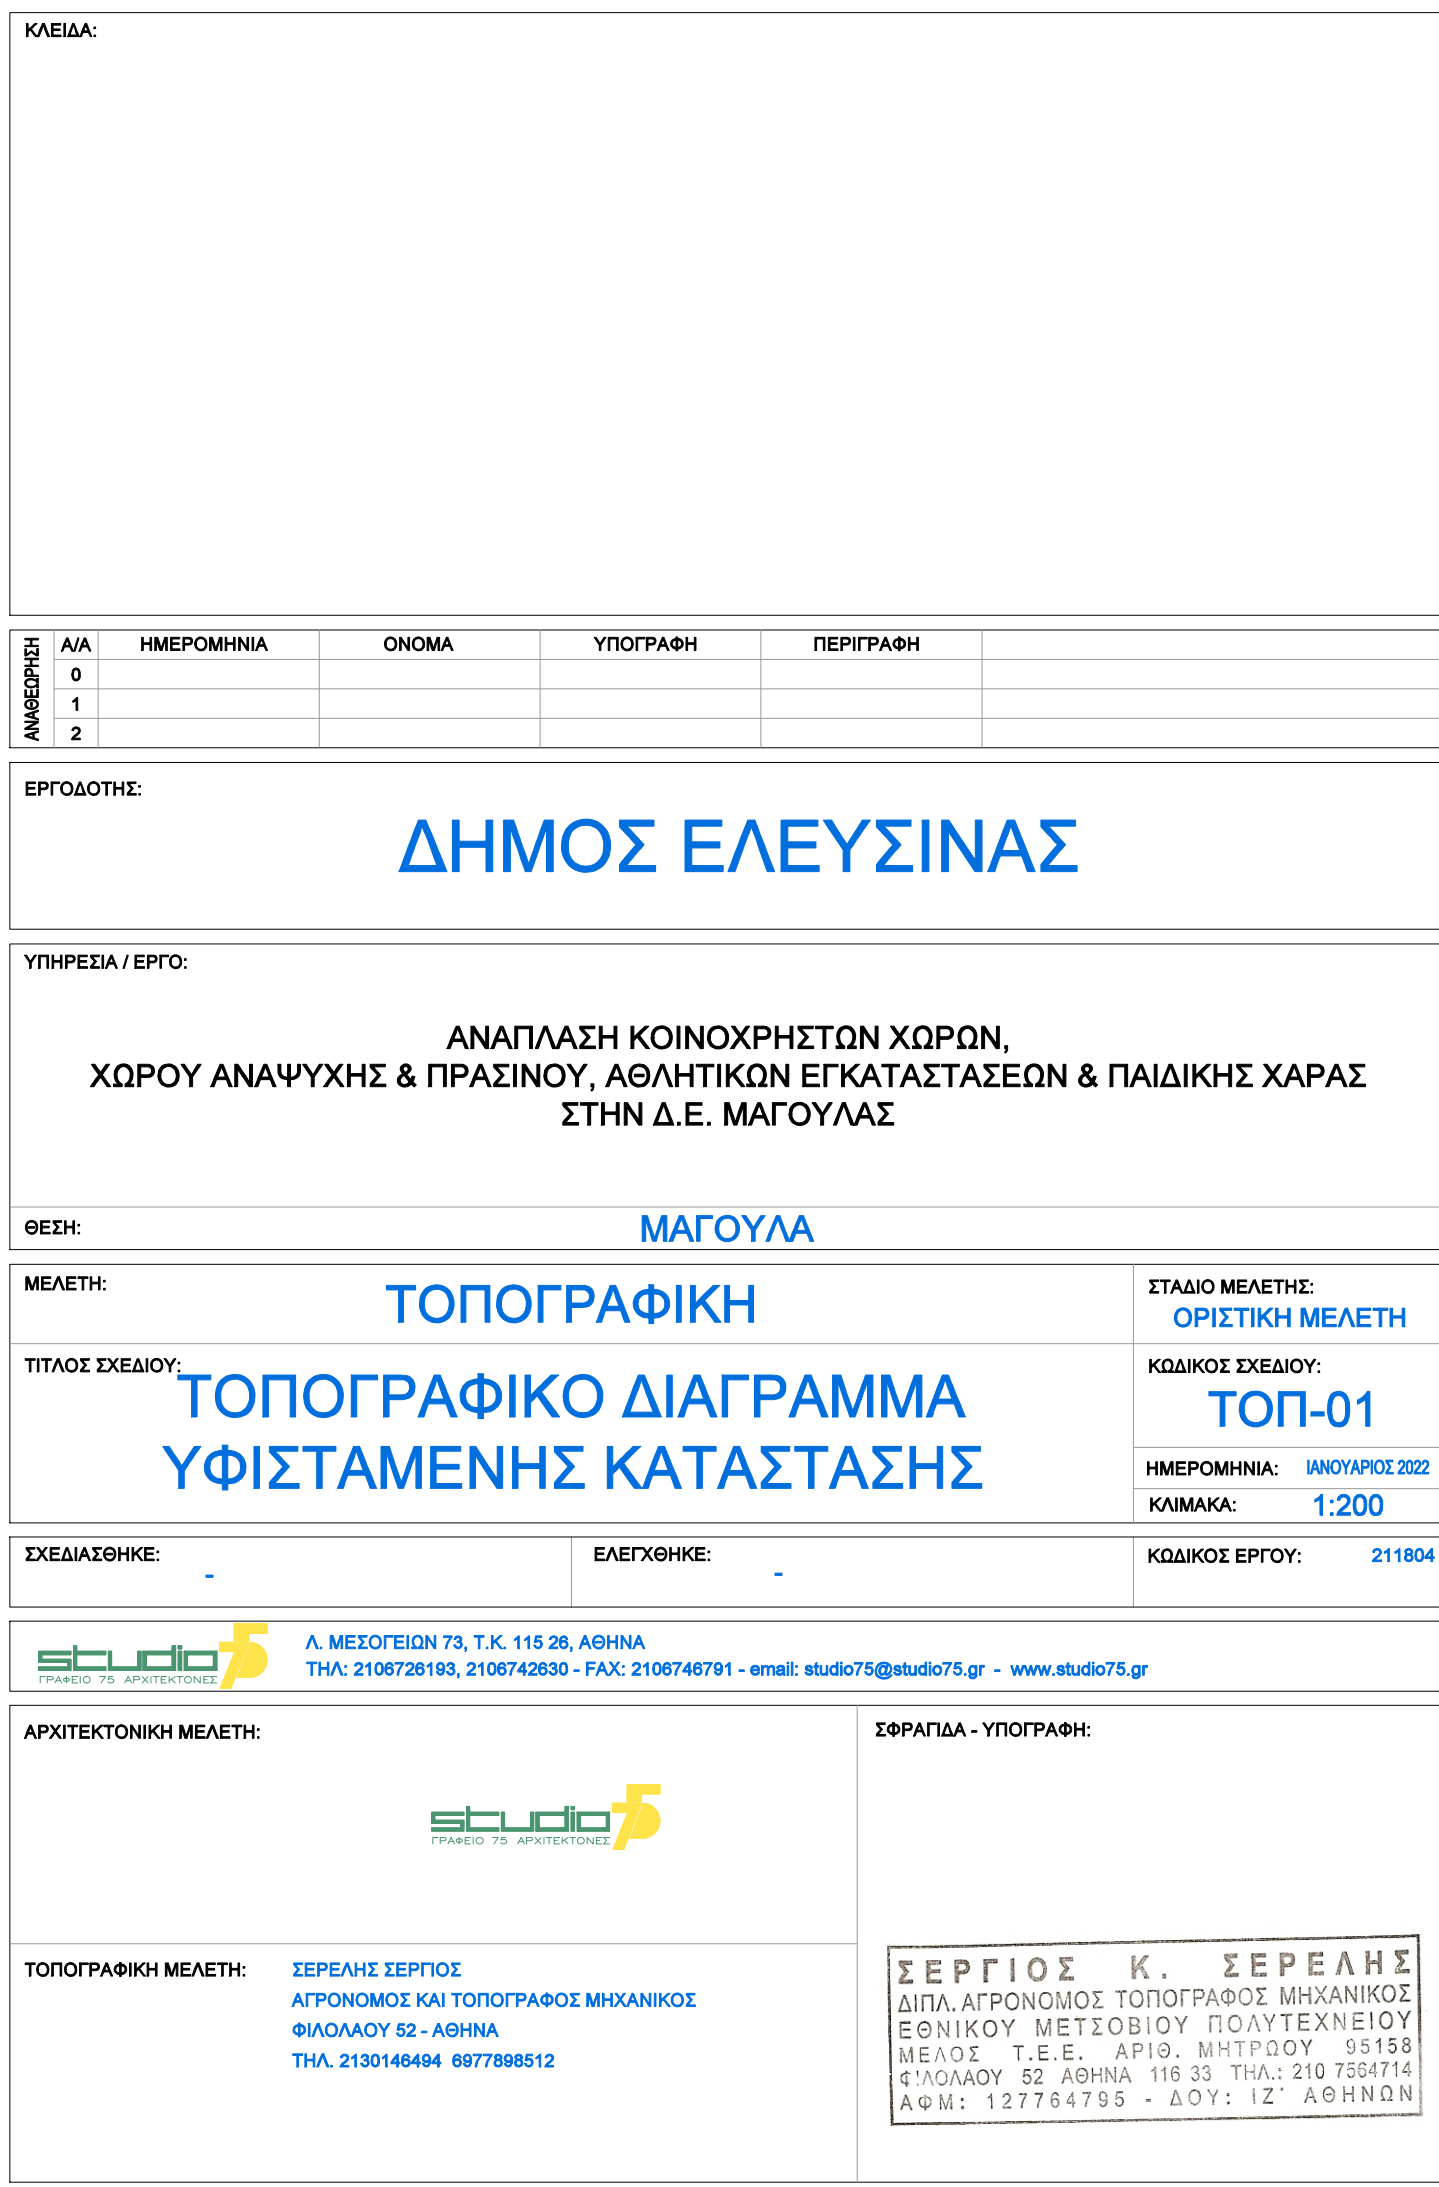 ΚΛΕΙΔΑ:
ΑΝΑΘΕΩΡΗΣΗ
Α/Α ΗΜΕΡΟΜΗΝΙΑ ΟΝΟΜΑ ΥΠΟΓΡΑΦΗ ΠΕΡΙΓΡΑΦΗ
0
1
2
ΕΡΓΟΔΟΤΗΣ:
ΔΗΜΟΣ ΕΛΕΥΣΙΝΑΣ
ΥΠΗΡΕΣΙΑ / ΕΡΓΟ:
ΑΝΑΠΛΑΣΗ ΚΟΙΝΟΧΡΗΣΤΩΝ ΧΩΡΩΝ,
ΧΩΡΟΥ ΑΝΑΨΥΧΗΣ & ΠΡΑΣΙΝΟΥ, ΑΘΛΗΤΙΚΩΝ ΕΓΚΑΤΑΣΤΑΣΕΩΝ & ΠΑΙΔΙΚΗΣ ΧΑΡΑΣ
ΣΤΗΝ Δ.Ε. ΜΑΓΟΥΛΑΣ
ΘΕΣΗ: ΜΑΓΟΥΛΑ
ΜΕΛΕΤΗ: ΤΟΠΟΓΡΑΦΙΚΗ
ΣΤΑΔΙΟ ΜΕΛΕΤΗΣ:
ΟΡΙΣΤΙΚΗ ΜΕΛΕΤΗ
ΤΙΤΛΟΣ ΣΧΕΔΙΟΥ:
ΤΟΠΟΓΡΑΦΙΚΟ ΔΙΑΓΡΑΜΜΑ
ΥΦΙΣΤΑΜΕΝΗΣ ΚΑΤΑΣΤΑΣΗΣ
ΚΩΔΙΚΟΣ ΣΧΕΔΙΟΥ:
ΤΟΠ-01
ΗΜΕΡΟΜΗΝΙΑ: ΙΑΝΟΥΑΡΙΟΣ 2022
ΚΛΙΜΑΚΑ: 1:200
ΣΧΕΔΙΑΣΘΗΚΕ: -
ΕΛΕΓΧΘΗΚΕ: -
ΚΩΔΙΚΟΣ ΕΡΓΟΥ: 211804
studio 75
ΓΡΑΦΕΙΟ 75 ΑΡΧΙΤΕΚΤΟΝΕΣ
Λ. ΜΕΣΟΓΕΙΩΝ 73, Τ.Κ. 115 26, ΑΘΗΝΑ
ΤΗΛ: 2106726193, 2106742630 - FAX: 2106746791 - email: studio75@studio75.gr - www.studio75.gr
ΑΡΧΙΤΕΚΤΟΝΙΚΗ ΜΕΛΕΤΗ:
studio 75
ΓΡΑΦΕΙΟ 75 ΑΡΧΙΤΕΚΤΟΝΕΣ
ΤΟΠΟΓΡΑΦΙΚΗ ΜΕΛΕΤΗ: ΣΕΡΕΛΗΣ ΣΕΡΓΙΟΣ
ΑΓΡΟΝΟΜΟΣ ΚΑΙ ΤΟΠΟΓΡΑΦΟΣ ΜΗΧΑΝΙΚΟΣ
ΦΙΛΟΛΑΟΥ 52 - ΑΘΗΝΑ
ΤΗΛ. 2130146494 6977898512
ΣΦΡΑΓΙΔΑ - ΥΠΟΓΡΑΦΗ:
ΣΕΡΓΙΟΣ Κ. ΣΕΡΕΛΗΣ
ΔΙΠΛ. ΑΓΡΟΝΟΜΟΣ ΤΟΠΟΓΡΑΦΟΣ ΜΗΧΑΝΙΚΟΣ
ΕΘΝΙΚΟΥ ΜΕΤΣΟΒΙΟΥ ΠΟΛΥΤΕΧΝΕΙΟΥ
ΜΕΛΟΣ Τ.Ε.Ε. ΑΡΙΘ. ΜΗΤΡΩΟΥ 95158
ΦΙΛΟΛΑΟΥ 52 ΑΘΗΝΑ 116 33 ΤΗΛ.: 210 7564714
ΑΦΜ: 127764795 - ΔΟΥ: ΙΖ΄ ΑΘΗΝΩΝ